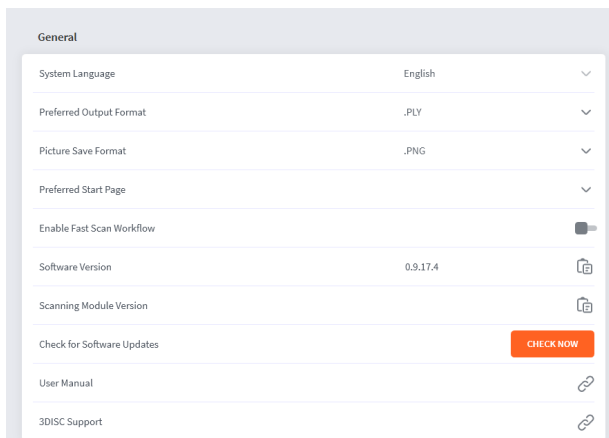 General
System Language English
Preferred Output Format .PLY
Picture Save Format .PNG
Preferred Start Page
Enable Fast Scan Workflow
Software Version 0.9.17.4
Scanning Module Version
Check for Software Updates CHECK NOW
User Manual
3DISC Support